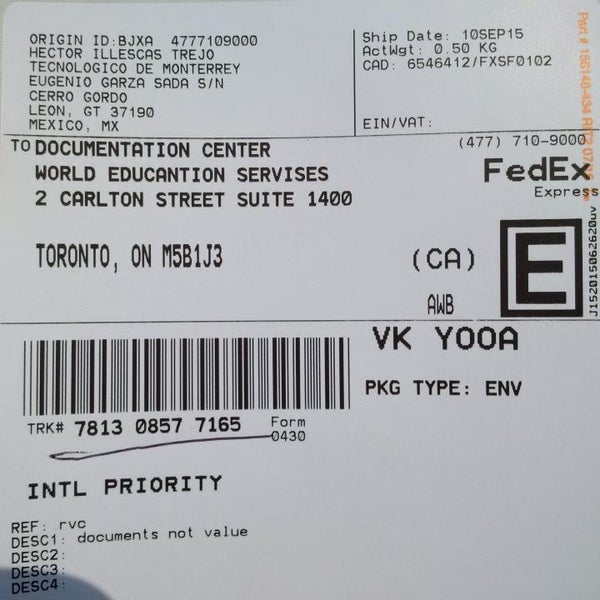 ORIGIN ID:BJXA 4777109000
HECTOR ILLESCAS TREJO
TECNOLOGICO DE MONTERREY
EUGENIO GARZA SADA S/N
CERRO GORDO
LEON, GT 37190
MEXICO, MX
Ship Date: 10SEP15
ActWgt: 0.50 KG
CAD: 6546412/FXSF0102
EIN/VAT:
TO DOCUMENTATION CENTER
WORLD EDUCANTION SERVISES
2 CARLTON STREET SUITE 1400
TORONTO, ON M5B1J3
(477) 710-9000
FedEx
Express
(CA)
E
AWB
J152015062620uv
VK YOOA
PKG TYPE: ENV
TRK# 7813 0857 7165
Form
0430
INTL PRIORITY
REF: rvc
DESC1: documents not value
DESC2:
DESC3:
DESC4:
Part # 156148-434